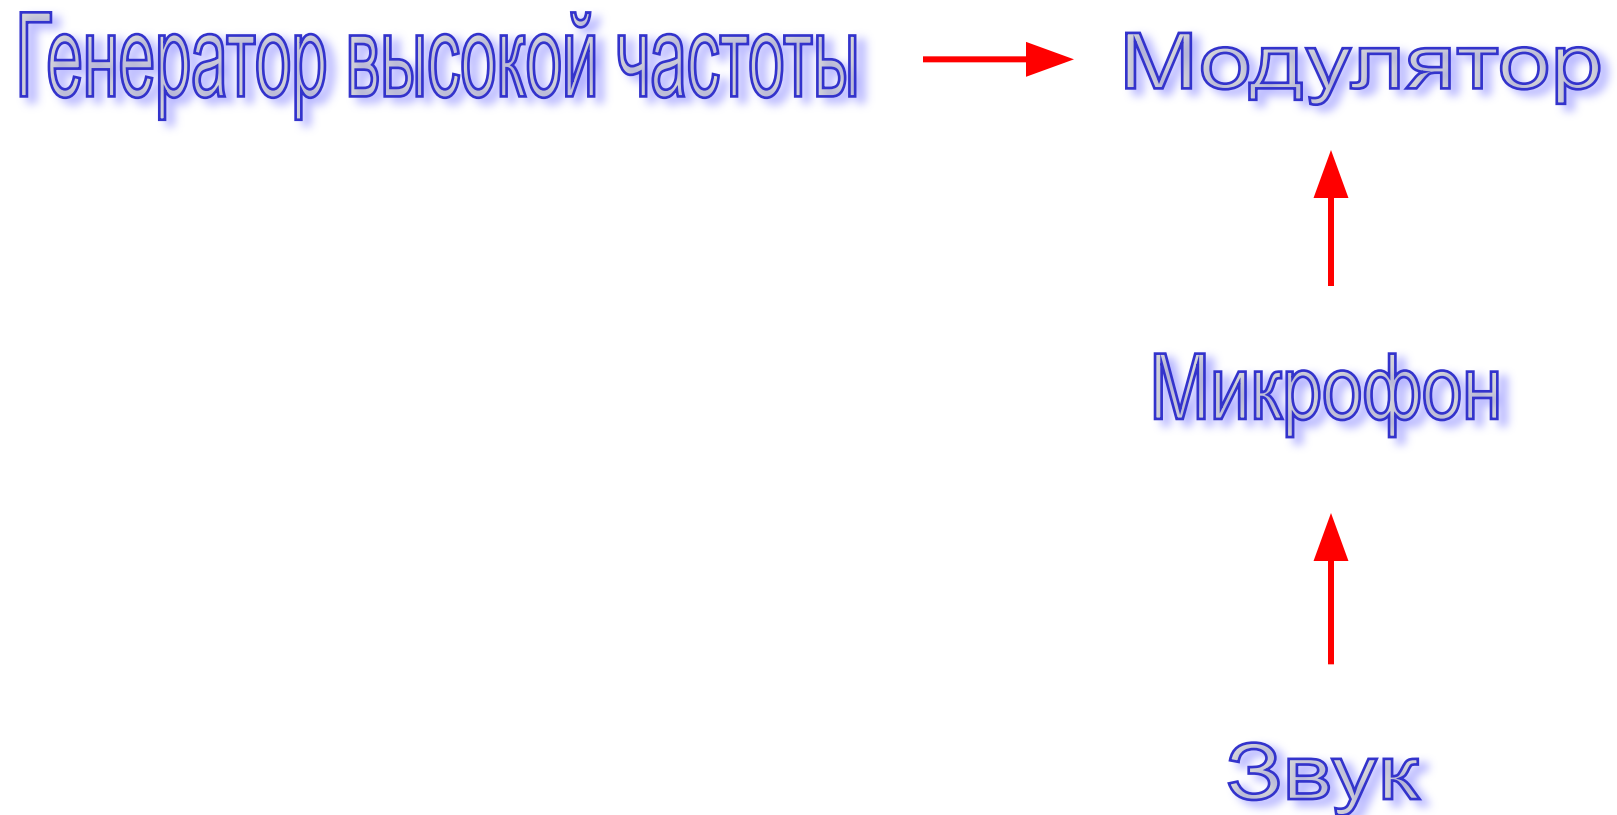 Генератор высокой частоты
Модулятор
Микрофон
Звук